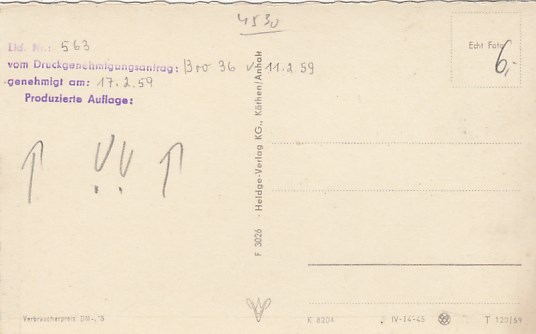 4530
Lfd. Nr.: 563
vom Druckgenehmigungsantrag: Bro 36 v. 11.2.59
genehmigt am: 17.2.59
Produzierte Auflage:
Echt Foto
6,-
F 3026 · Heldge-Verlag KG., Köthen/Anhalt
Verbraucherpreis DM -,15
K 8204
IV-14-45
T 120/59